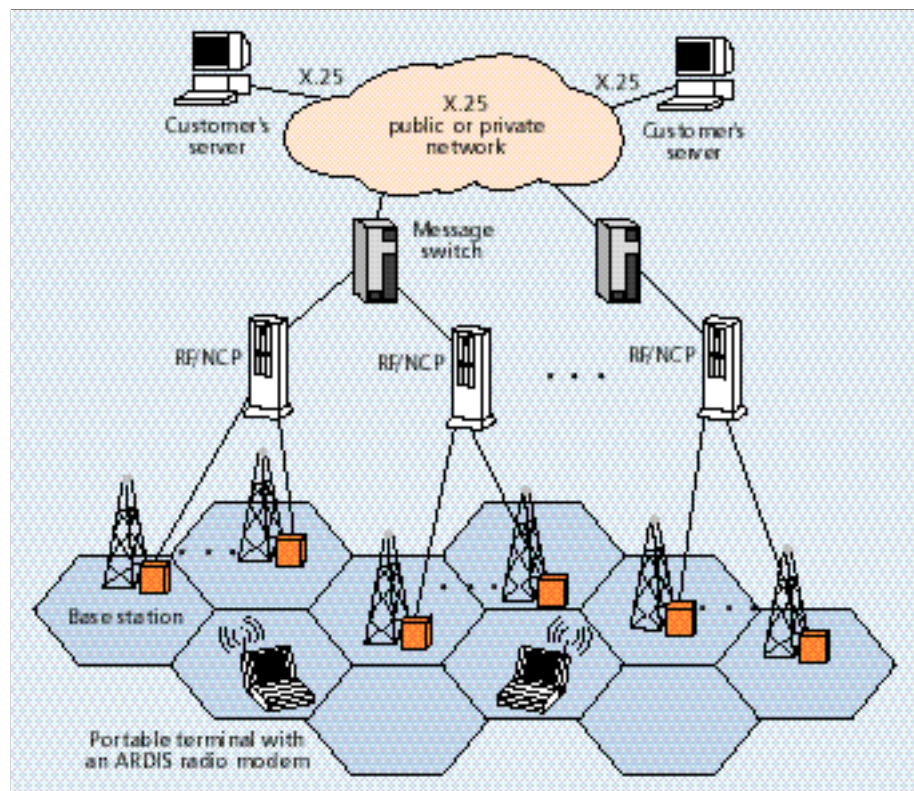 X.25
X.25
X.25
public or private
network
Customer's
server
Customer's
server
Message
switch
RF/NCP
RF/NCP
RF/NCP
Base station
Portable terminal with
an ARDIS radio modem